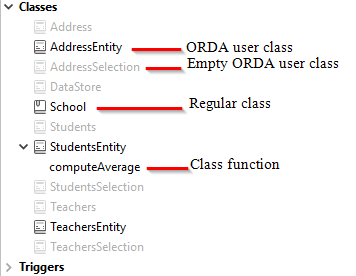 Classes
Address
AddressEntity ORDA user class
AddressSelection Empty ORDA user class
DataStore
School Regular class
Students
StudentsEntity
computeAverage Class function
StudentsSelection
Teachers
TeachersEntity
TeachersSelection
Triggers